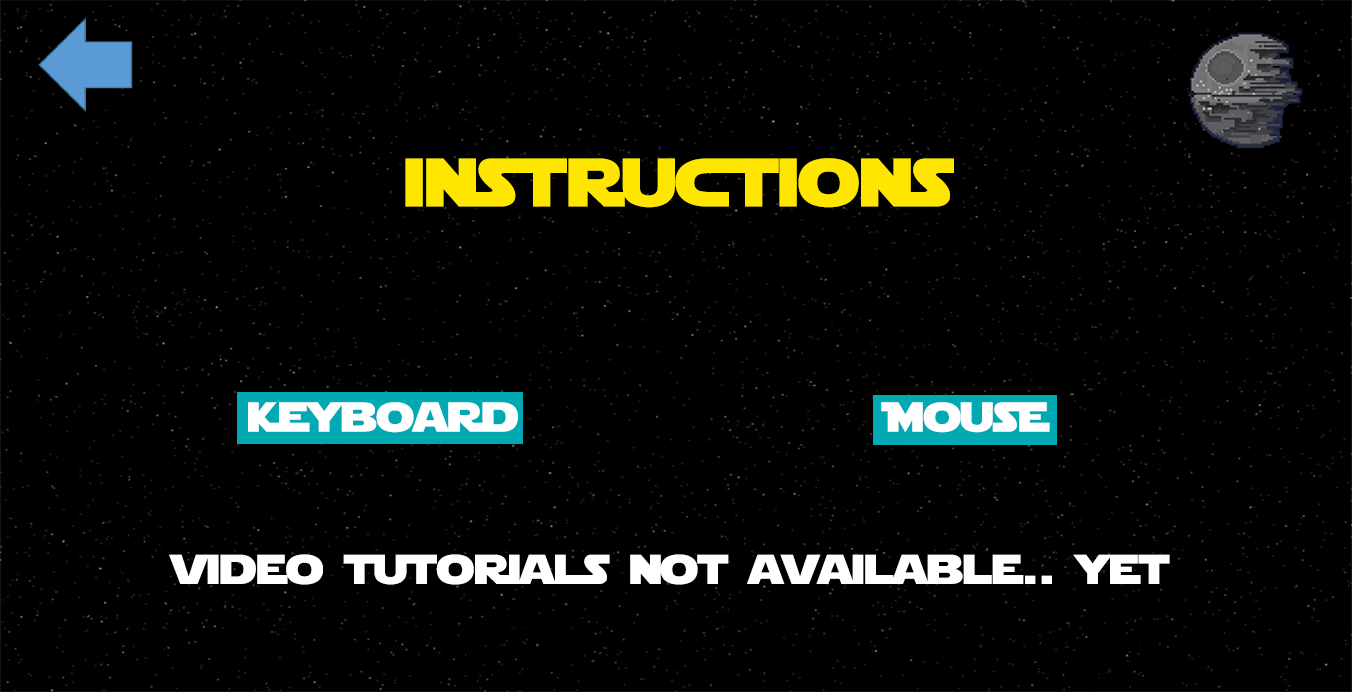 INSTRUCTIONS
KEYBOARD MOUSE
VIDEO TUTORIALS NOT AVAILABLE.. YET